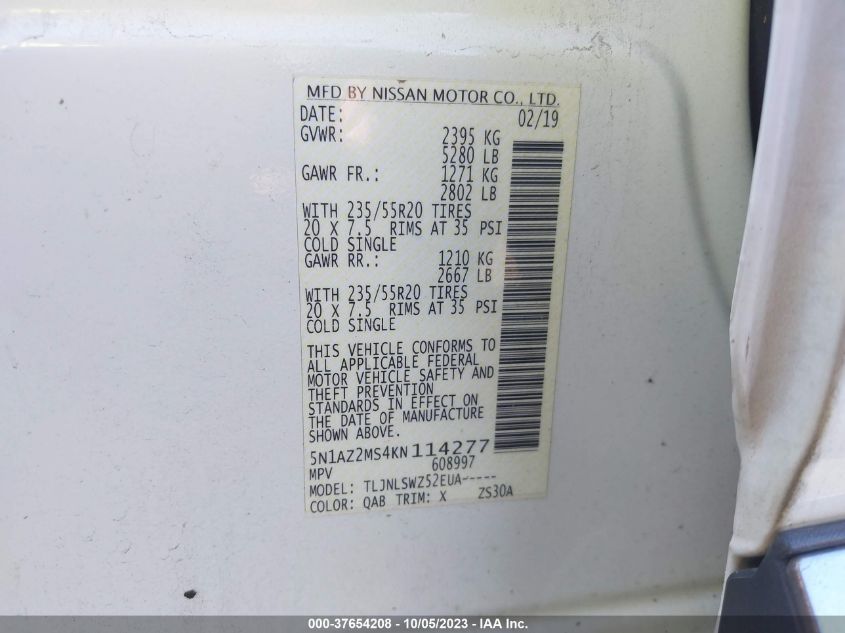 MFD BY NISSAN MOTOR CO., LTD.
DATE: 02/19
GVWR: 2395 KG
5280 LB
GAWR FR.: 1271 KG
2802 LB
WITH 235/55R20 TIRES
20 X 7.5 RIMS AT 35 PSI
COLD SINGLE
GAWR RR.: 1210 KG
2667 LB
WITH 235/55R20 TIRES
20 X 7.5 RIMS AT 35 PSI
COLD SINGLE
THIS VEHICLE CONFORMS TO
ALL APPLICABLE FEDERAL
MOTOR VEHICLE SAFETY AND
THEFT PREVENTION
STANDARDS IN EFFECT ON
THE DATE OF MANUFACTURE
SHOWN ABOVE.
5N1AZ2MS4KN114277
MPV 608997
MODEL: TLJNLSWZ52EUA-----
COLOR: QAB TRIM: X ZS30A
000-37654208 - 10/05/2023 - IAA Inc.